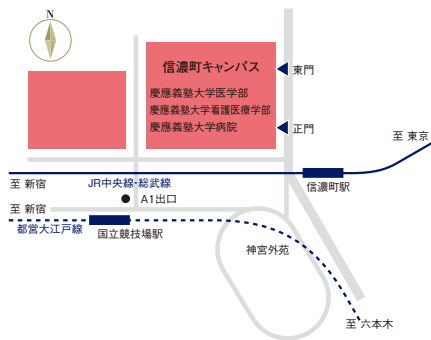 N
信濃町キャンパス
慶應義塾大学医学部
慶應義塾大学看護医療学部
慶應義塾大学病院
東門
正門
至 東京
至 新宿
JR中央線・総武線
信濃町駅
至 新宿
A1出口
都営大江戸線
国立競技場駅
神宮外苑
至 六本木